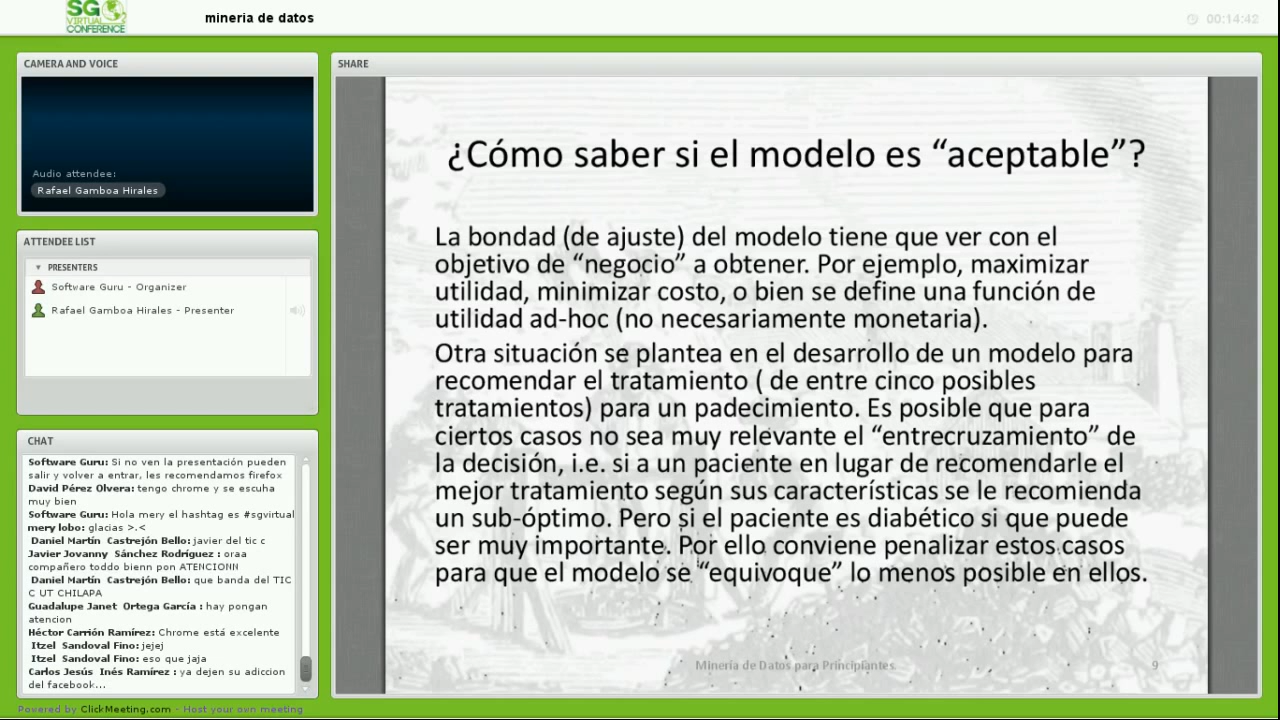 SG
VIRTUAL
CONFERENCE
mineria de datos
00:14:42
CAMERA AND VOICE
Audio attendee:
Rafael Gamboa Hirales
ATTENDEE LIST
PRESENTERS
Software Guru - Organizer
Rafael Gamboa Hirales - Presenter
CHAT
Software Guru: Si no ven la presentación pueden
salir y volver a entrar, les recomendamos firefox
David Pérez Olvera: tengo chrome y se escuha
muy bien
Software Guru: Hola mery el hashtag es #sgvirtual
mery lobo: glacias >.<
Daniel Martín Castrejón Bello: javier del tic c
Javier Jovanny Sánchez Rodríguez : oraa
compañero toddo bienn pon ATENCIONN
Daniel Martín Castrejón Bello: que banda del TIC
C UT CHILAPA
Guadalupe Janet Ortega García : hay pongan
atencion
Héctor Carrión Ramírez: Chrome está excelente
Itzel Sandoval Fino: jejej
Itzel Sandoval Fino: eso que jaja
Carlos Jesús Inés Ramírez : ya dejen su adiccion
del facebook...
Powered by ClickMeeting.com - Host your own meeting
SHARE
¿Cómo saber si el modelo es “aceptable”?
La bondad (de ajuste) del modelo tiene que ver con el
objetivo de “negocio” a obtener. Por ejemplo, maximizar
utilidad, minimizar costo, o bien se define una función de
utilidad ad-hoc (no necesariamente monetaria).
Otra situación se plantea en el desarrollo de un modelo para
recomendar el tratamiento ( de entre cinco posibles
tratamientos) para un padecimiento. Es posible que para
ciertos casos no sea muy relevante el “entrecruzamiento” de
la decisión, i.e. si a un paciente en lugar de recomendarle el
mejor tratamiento según sus características se le recomienda
un sub-óptimo. Pero si el paciente es diabético si que puede
ser muy importante. Por ello conviene penalizar estos casos
para que el modelo se “equivoque” lo menos posible en ellos.
Minería de Datos para Principiantes.
9